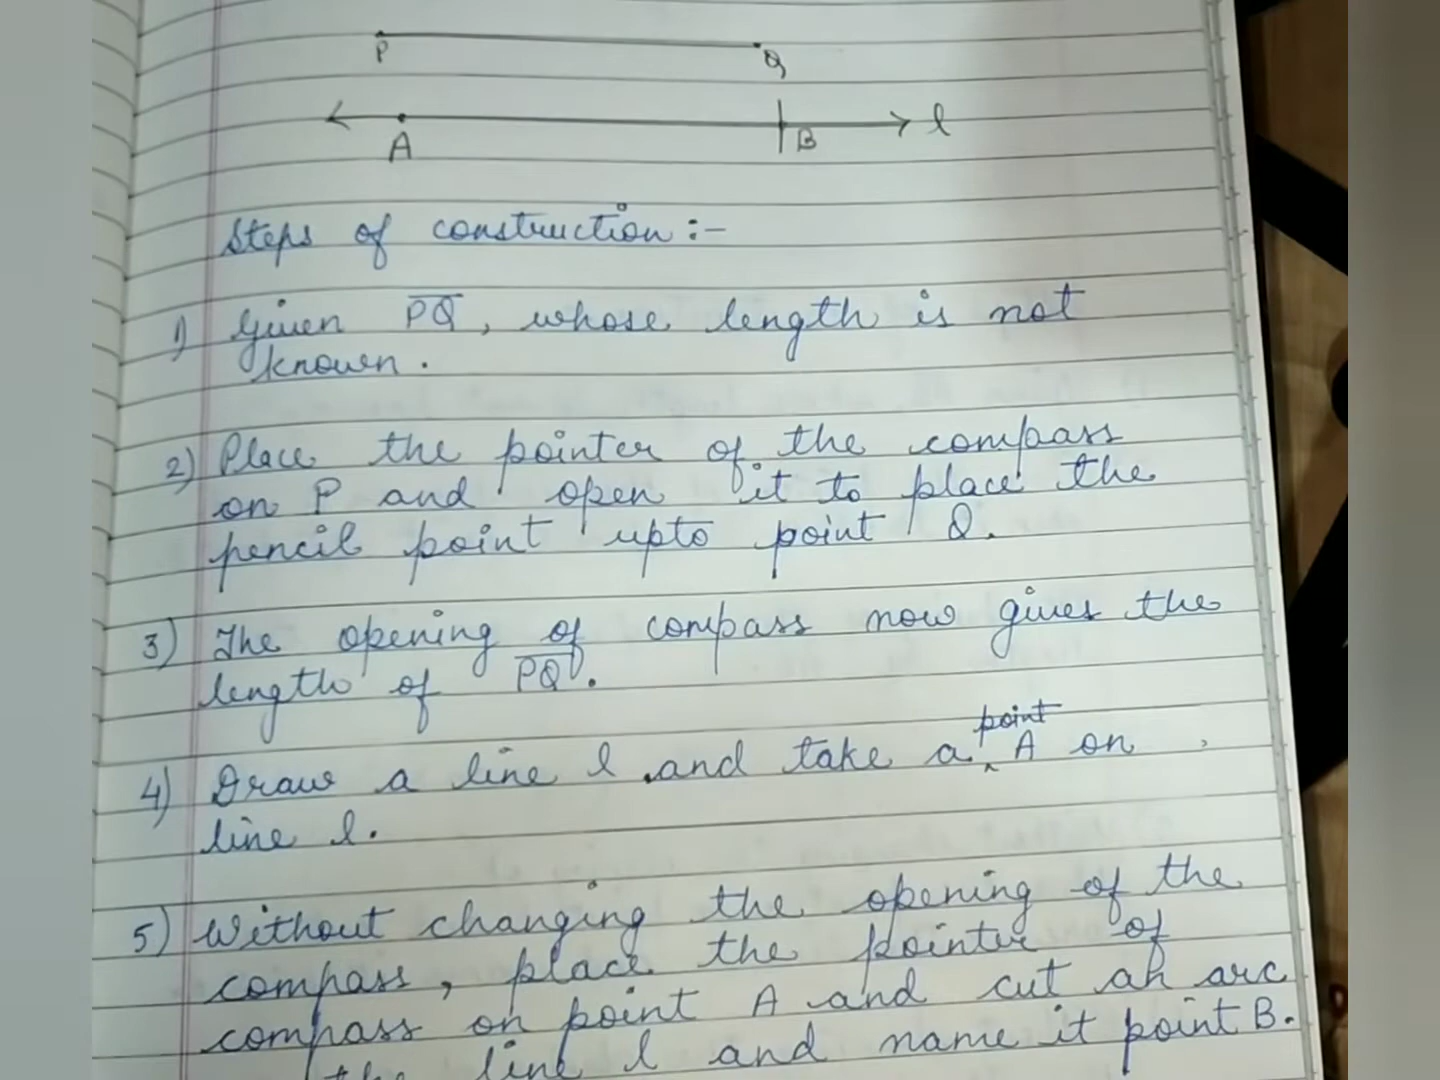 P Q
A B l
Steps of construction :-
1) Given PQ, whose length is not
known.
2) Place the pointer of the compass
on P and open it to place the
pencil point upto point Q.
3) The opening of compass now gives the
length of PQ.
4) Draw a line l and take a point A on
line l.
5) Without changing the opening of the
compass, place the pointer of
compass on point A and cut an arc
the line l and name it point B.